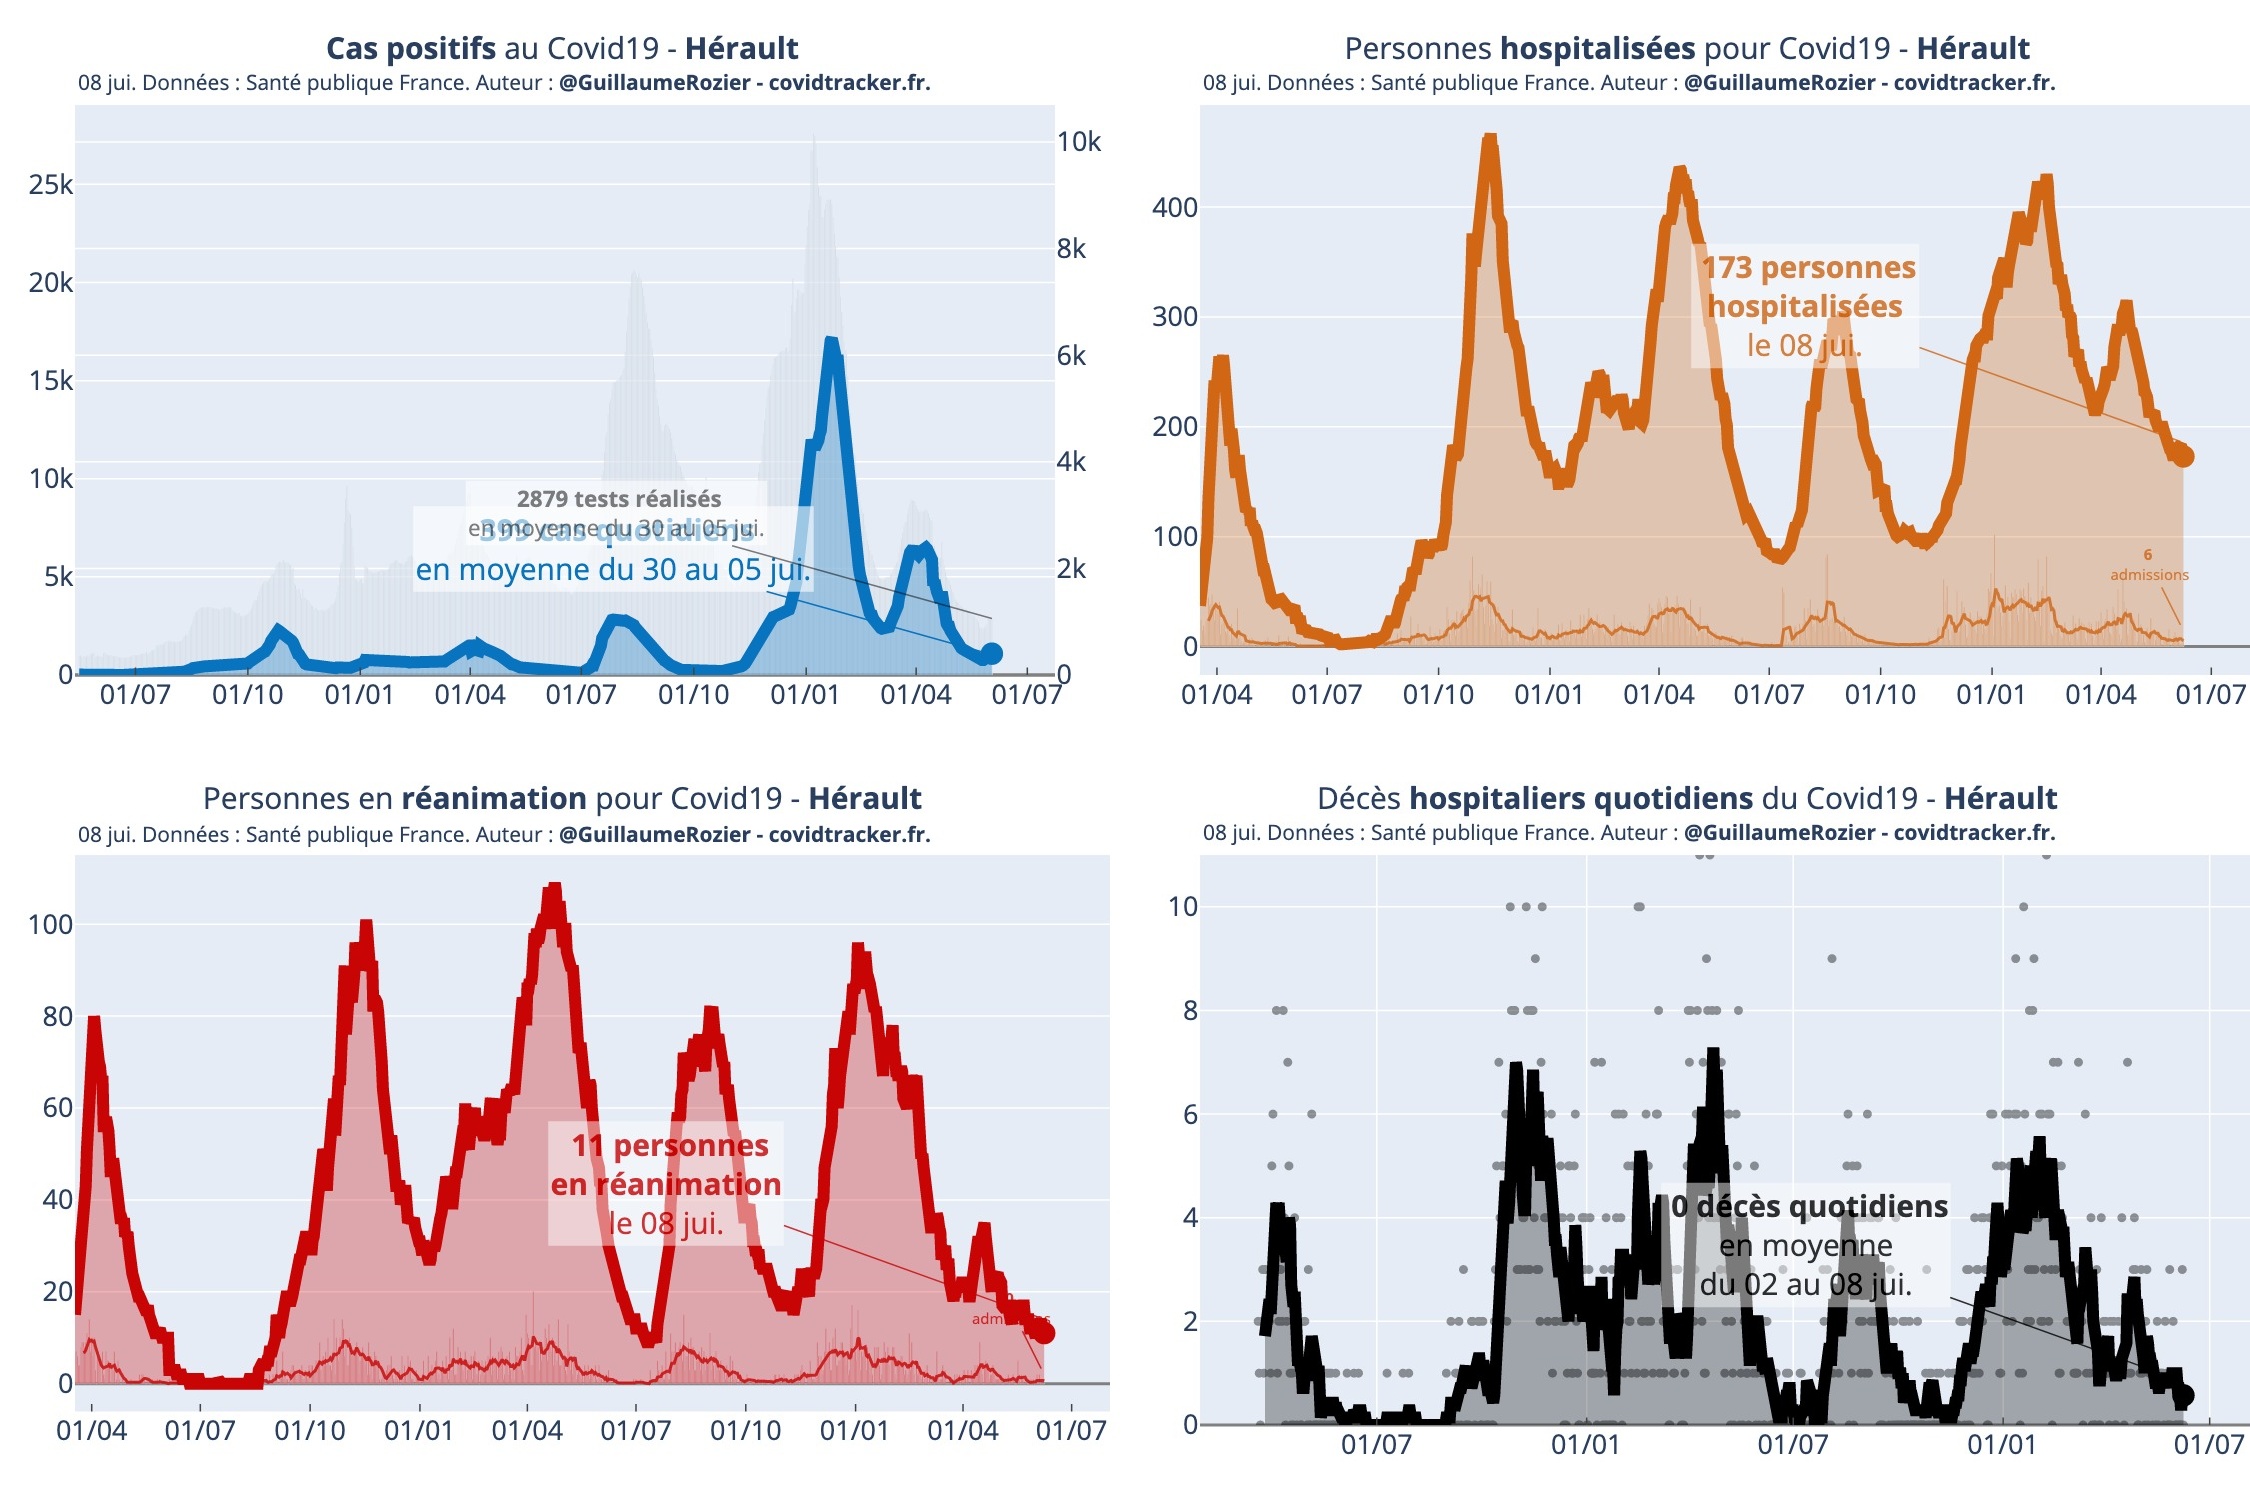 Cas positifs au Covid19 - Hérault
08 jui. Données : Santé publique France. Auteur : @GuillaumeRozier - covidtracker.fr.
25k
20k
15k
10k
5k
0
10k
8k
6k
4k
2k
0
2879 tests réalisés
en moyenne du 30 au 05 jui.
399 cas quotidiens
en moyenne du 30 au 05 jui.
01/07 01/10 01/01 01/04 01/07 01/10 01/01 01/04 01/07
Personnes hospitalisées pour Covid19 - Hérault
08 jui. Données : Santé publique France. Auteur : @GuillaumeRozier - covidtracker.fr.
400
300
200
100
0
173 personnes
hospitalisées
le 08 jui.
6
admissions
01/04 01/07 01/10 01/01 01/04 01/07 01/10 01/01 01/04 01/07
Personnes en réanimation pour Covid19 - Hérault
08 jui. Données : Santé publique France. Auteur : @GuillaumeRozier - covidtracker.fr.
100
80
60
40
20
0
11 personnes
en réanimation
le 08 jui.
01/04 01/07 01/10 01/01 01/04 01/07 01/10 01/01 01/04 01/07
Décès hospitaliers quotidiens du Covid19 - Hérault
08 jui. Données : Santé publique France. Auteur : @GuillaumeRozier - covidtracker.fr.
10
8
6
4
2
0
0 décès quotidiens
en moyenne
du 02 au 08 jui.
01/07 01/01 01/07 01/01 01/07